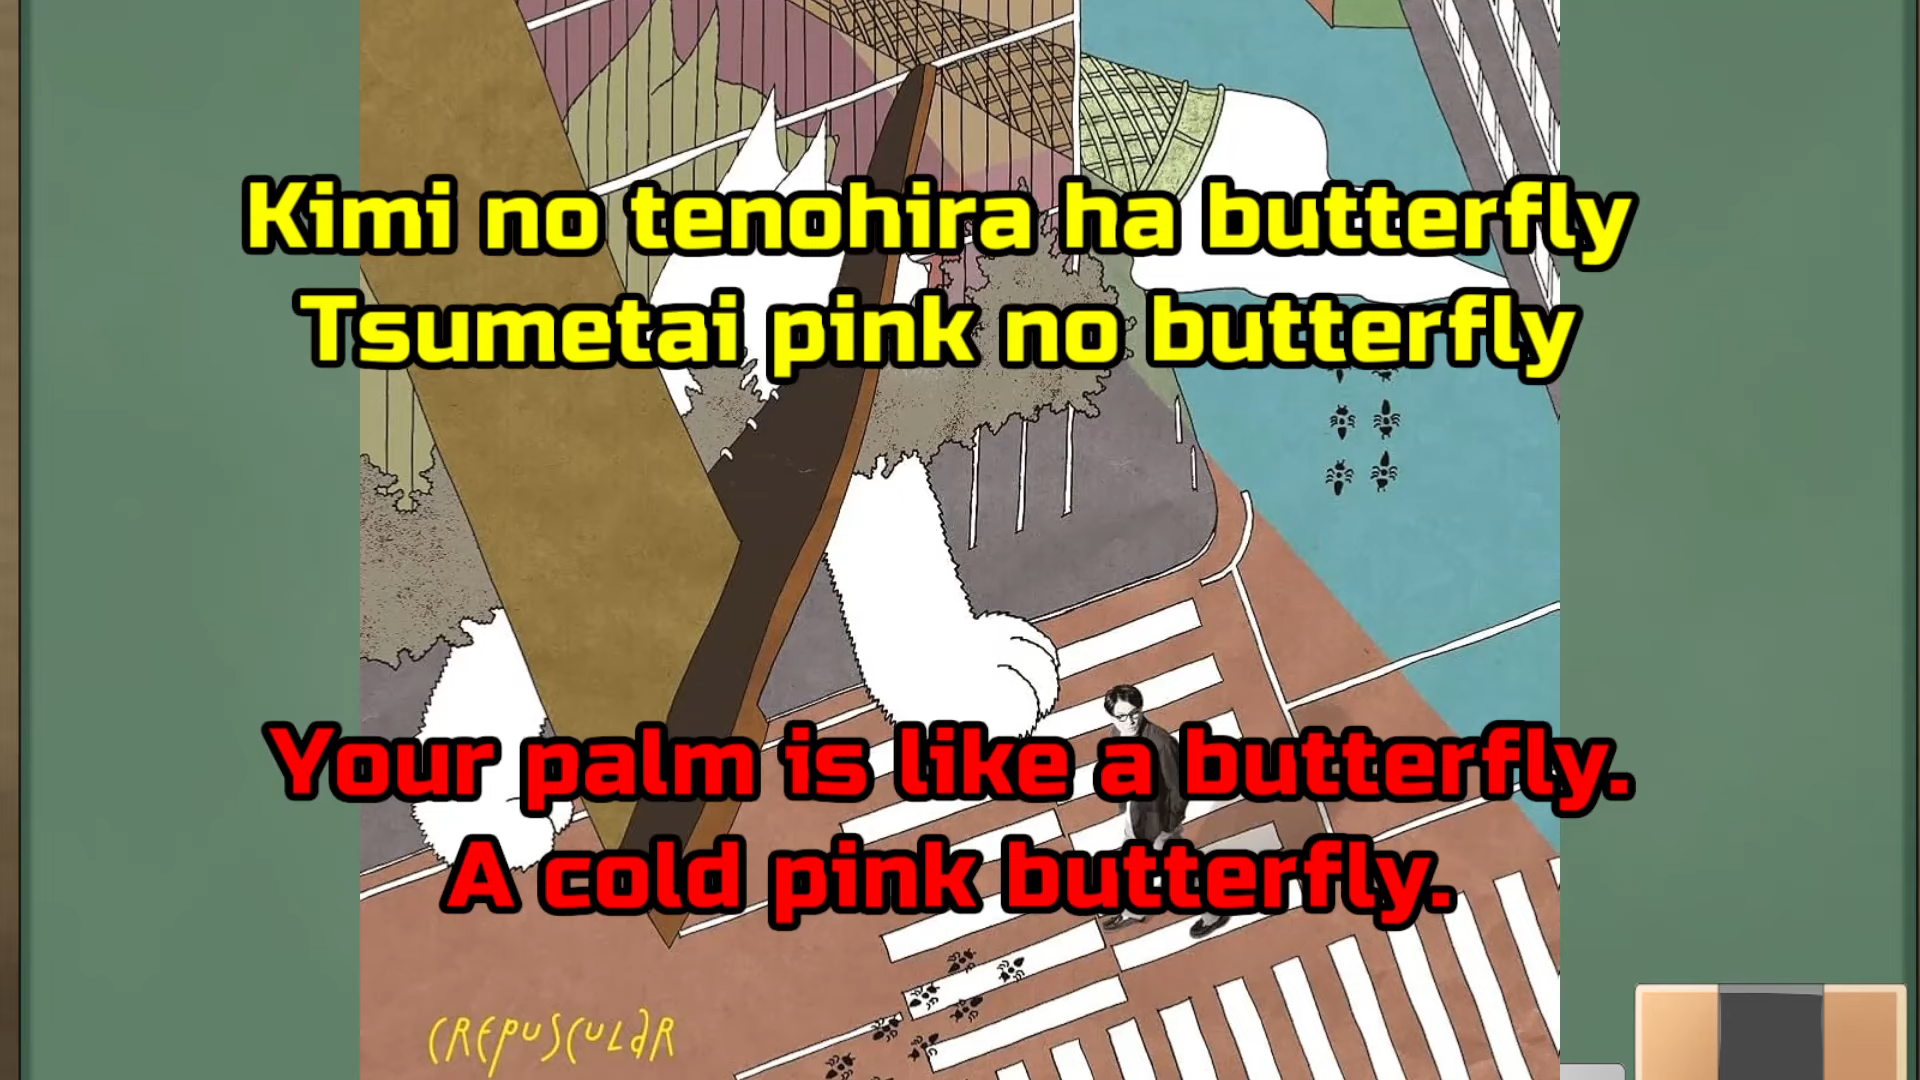 Kimi no tenohira ha butterfly
Tsumetai pink no butterfly
Your palm is like a butterfly.
A cold pink butterfly.
CREPUSCULAR